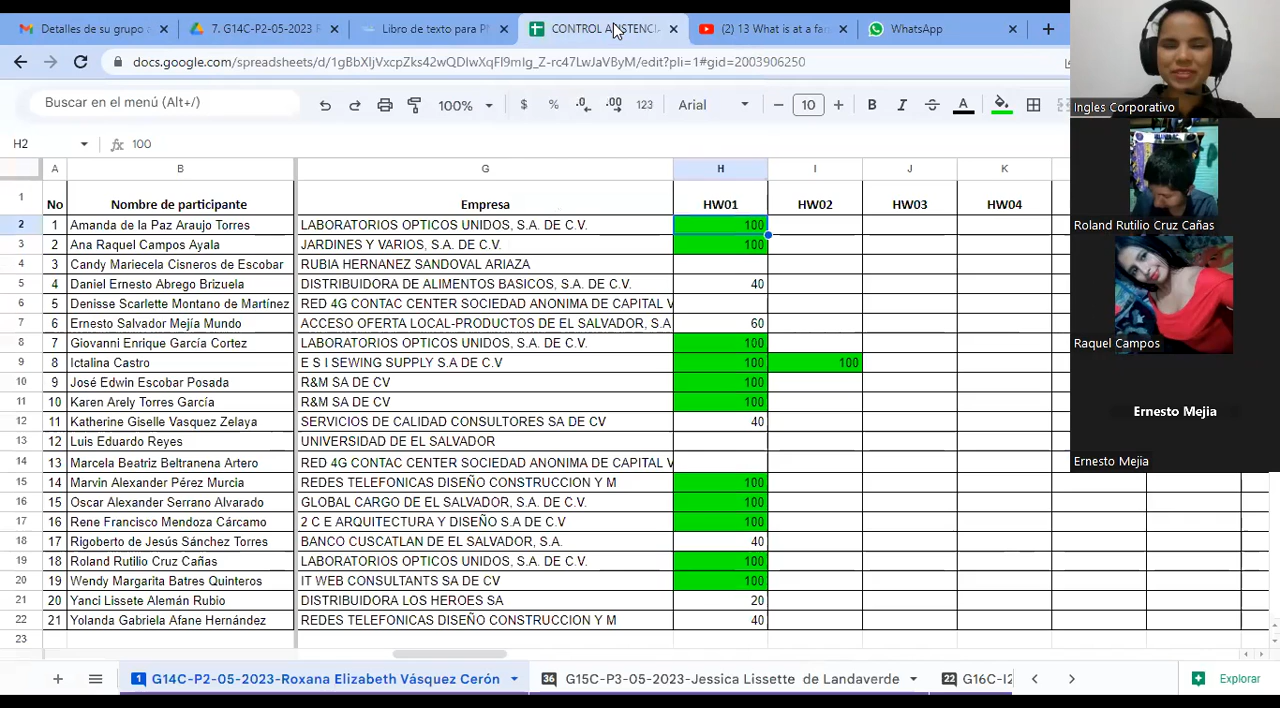 Detalles de su grupo
7. G14C-P2-05-2023 F
Libro de texto para Pl
CONTROL ASISTENCI
(2) 13 What is at a far
WhatsApp
docs.google.com/spreadsheets/d/1gBbXIjVxcpZks42wQDIwXqFl9mIg_Z-rc47LwJaVByM/edit?pli=1#gid=2003906250
Buscar en el menú (Alt+/)
100%
$ % .0 .00 123
Arial
10
B I A
H2
fx 100
A B G H I J K
1 No Nombre de participante Empresa HW01 HW02 HW03 HW04
2 1 Amanda de la Paz Araujo Torres LABORATORIOS OPTICOS UNIDOS, S.A. DE C.V. 100
3 2 Ana Raquel Campos Ayala JARDINES Y VARIOS, S.A. DE C.V. 100
4 3 Candy Mariecela Cisneros de Escobar RUBIA HERNANEZ SANDOVAL ARIAZA
5 4 Daniel Ernesto Abrego Brizuela DISTRIBUIDORA DE ALIMENTOS BASICOS, S.A. DE C.V. 40
6 5 Denisse Scarlette Montano de Martínez RED 4G CONTAC CENTER SOCIEDAD ANONIMA DE CAPITAL V
7 6 Ernesto Salvador Mejía Mundo ACCESO OFERTA LOCAL-PRODUCTOS DE EL SALVADOR, S.A 60
8 7 Giovanni Enrique García Cortez LABORATORIOS OPTICOS UNIDOS, S.A. DE C.V. 100
9 8 Ictalina Castro E S I SEWING SUPPLY S.A DE C.V 100 100
10 9 José Edwin Escobar Posada R&M SA DE CV 100
11 10 Karen Arely Torres García R&M SA DE CV 100
12 11 Katherine Giselle Vasquez Zelaya SERVICIOS DE CALIDAD CONSULTORES SA DE CV 40
13 12 Luis Eduardo Reyes UNIVERSIDAD DE EL SALVADOR
14 13 Marcela Beatriz Beltranena Artero RED 4G CONTAC CENTER SOCIEDAD ANONIMA DE CAPITAL V
15 14 Marvin Alexander Pérez Murcia REDES TELEFONICAS DISEÑO CONSTRUCCION Y M 100
16 15 Oscar Alexander Serrano Alvarado GLOBAL CARGO DE EL SALVADOR, S.A. DE C.V. 100
17 16 Rene Francisco Mendoza Cárcamo 2 C E ARQUITECTURA Y DISEÑO S.A DE C.V 100
18 17 Rigoberto de Jesús Sánchez Torres BANCO CUSCATLAN DE EL SALVADOR, S.A. 40
19 18 Roland Rutilio Cruz Cañas LABORATORIOS OPTICOS UNIDOS, S.A. DE C.V. 100
20 19 Wendy Margarita Batres Quinteros IT WEB CONSULTANTS SA DE CV 100
21 20 Yanci Lissete Alemán Rubio DISTRIBUIDORA LOS HEROES SA 20
22 21 Yolanda Gabriela Afane Hernández REDES TELEFONICAS DISEÑO CONSTRUCCION Y M 40
23
1 G14C-P2-05-2023-Roxana Elizabeth Vásquez Cerón
36 G15C-P3-05-2023-Jessica Lissette de Landaverde
22 G16C-I2
Explorar
Ingles Corporativo
Roland Rutilio Cruz Cañas
Raquel Campos
Ernesto Mejia
Ernesto Mejia